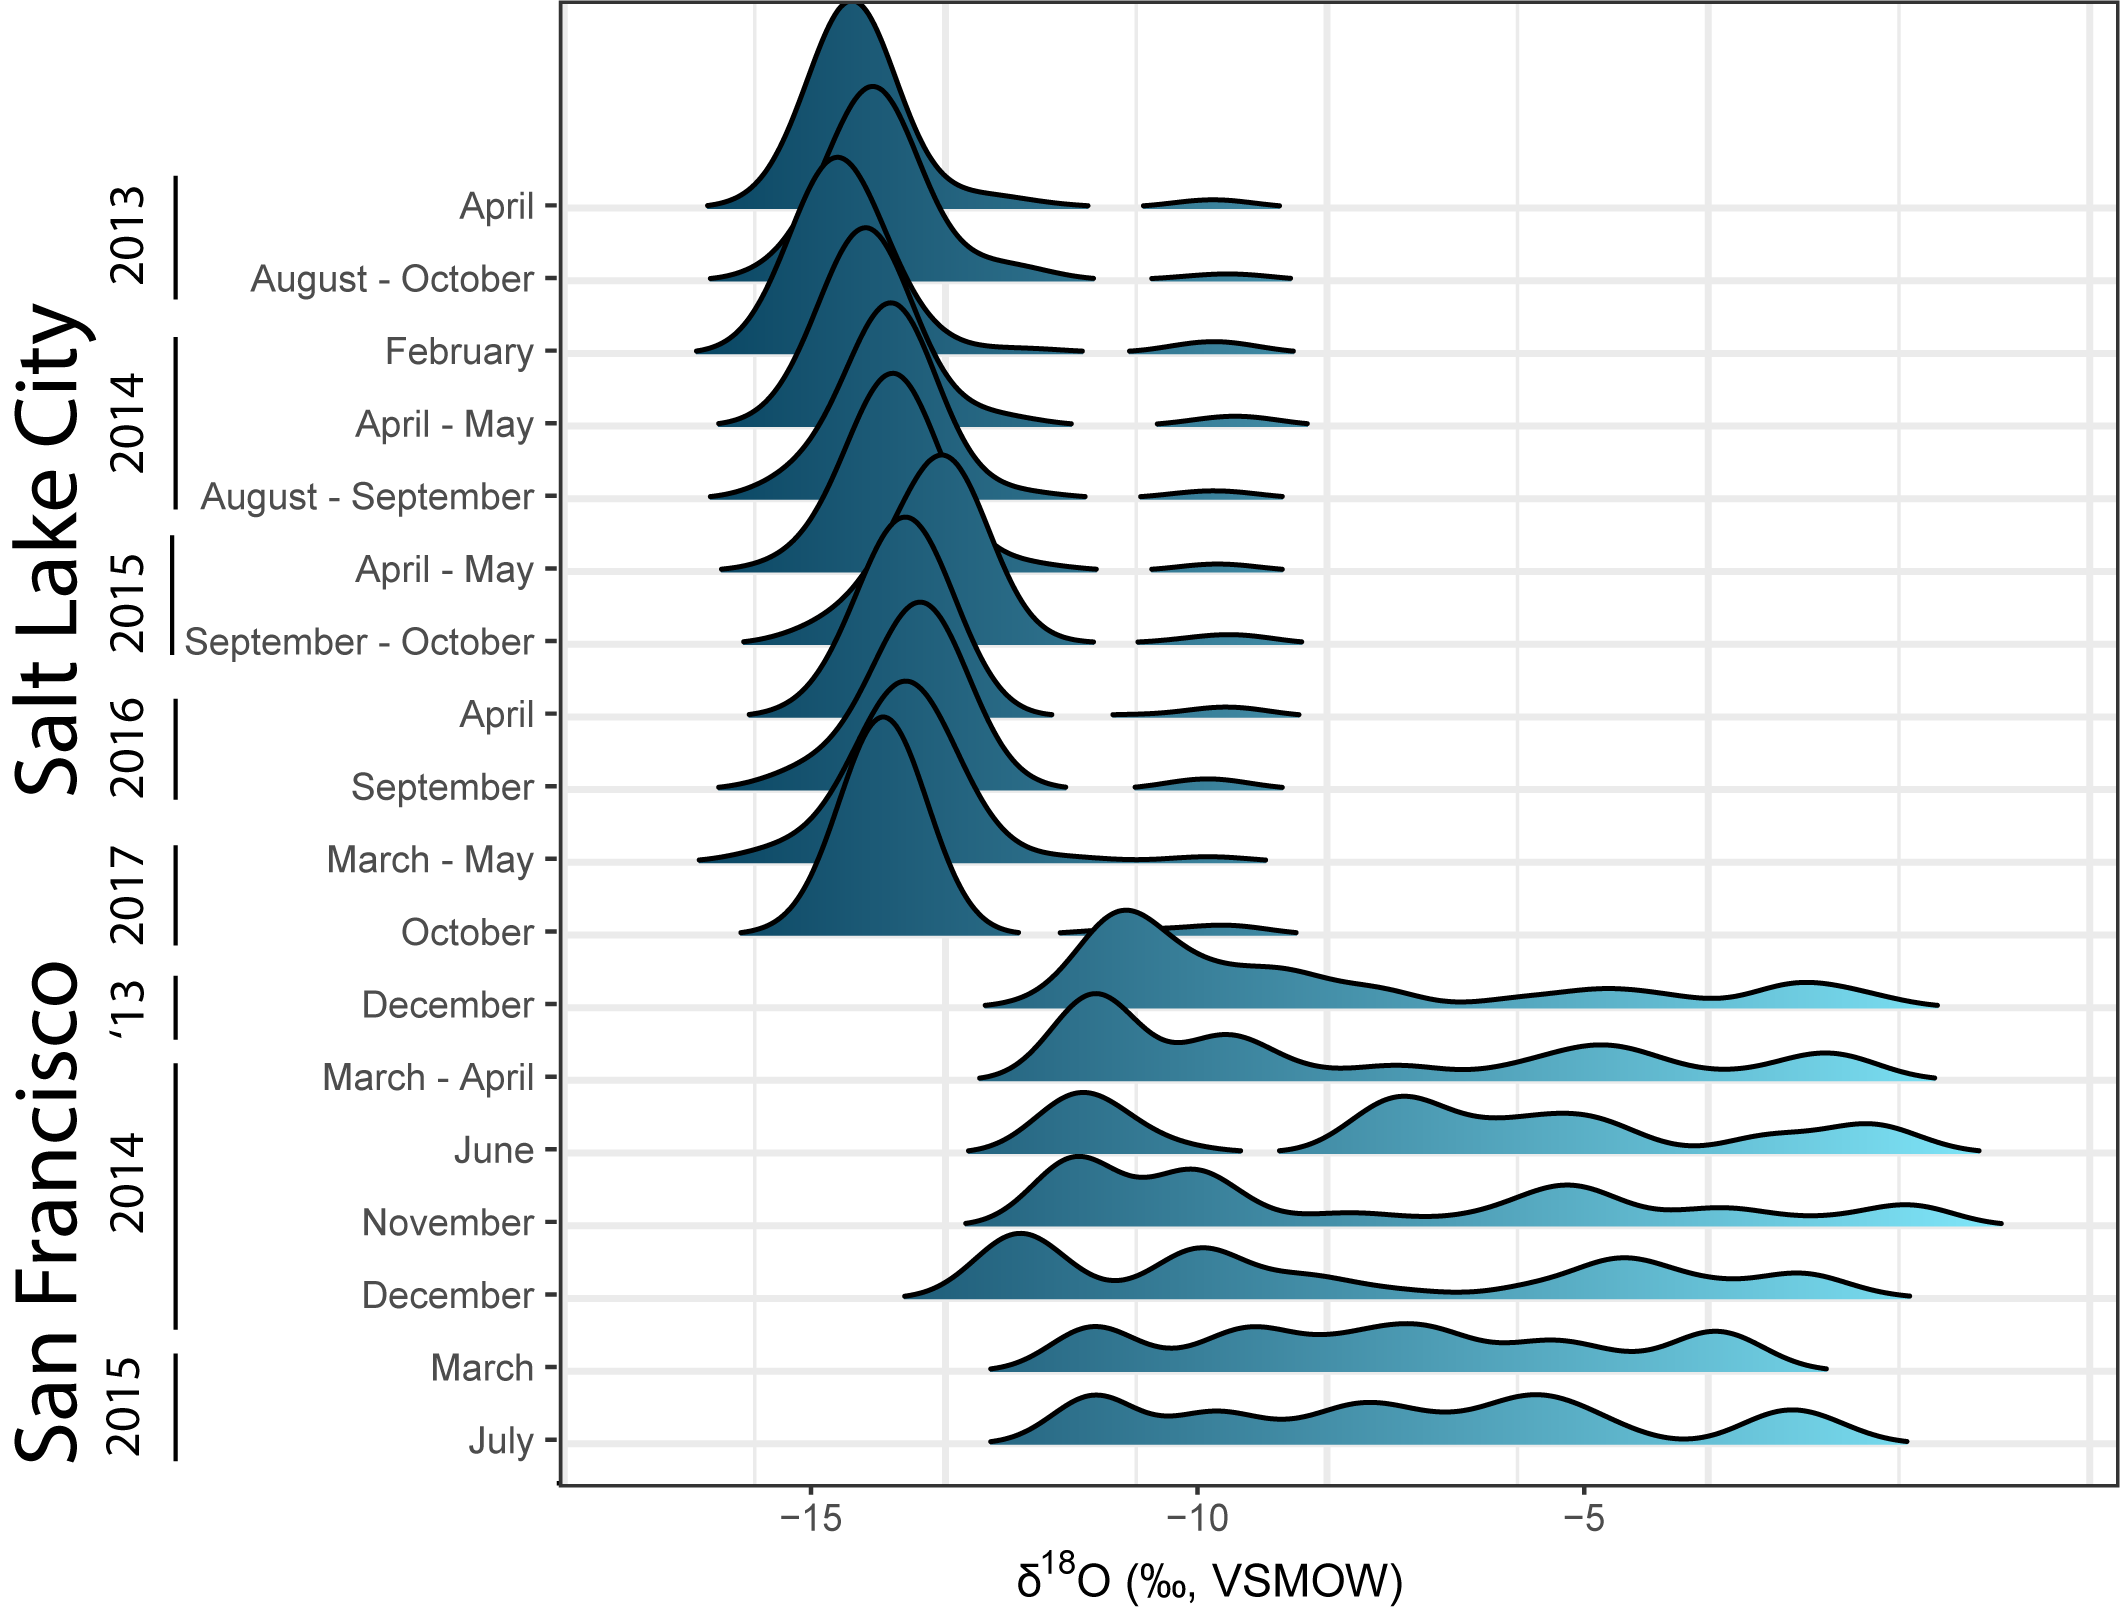 Salt Lake City
2013
April
August - October
2014
February
April - May
August - September
2015
April - May
September - October
2016
April
September
2017
March - May
October
San Francisco
‘13
December
2014
March - April
June
November
December
2015
March
July
−15
−10
−5
δ¹⁸O (‰, VSMOW)